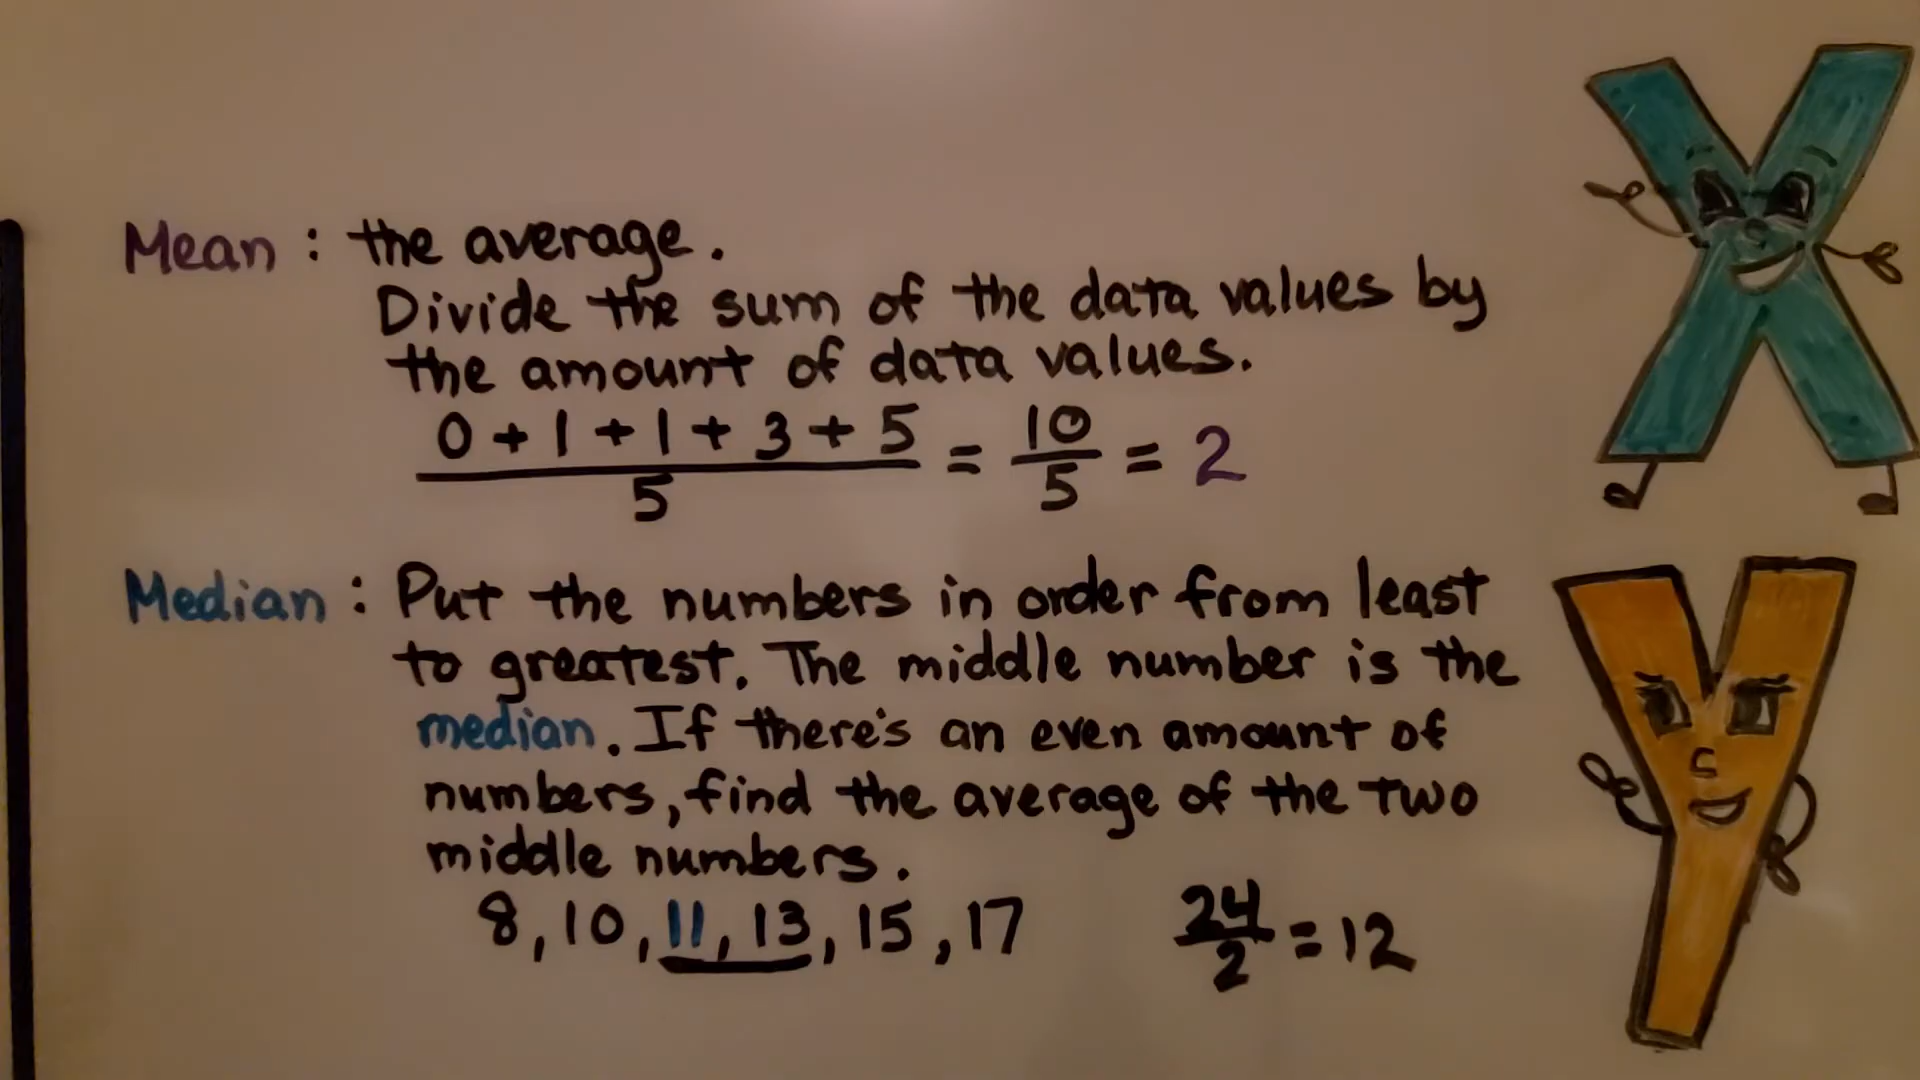 Mean : the average.
Divide the sum of the data values by
the amount of data values.
0 + 1 + 1 + 3 + 5 / 5 = 10 / 5 = 2
Median : Put the numbers in order from least
to greatest. The middle number is the
median. If there's an even amount of
numbers, find the average of the two
middle numbers.
8, 10, 11, 13, 15, 17 24 / 2 = 12
X
Y